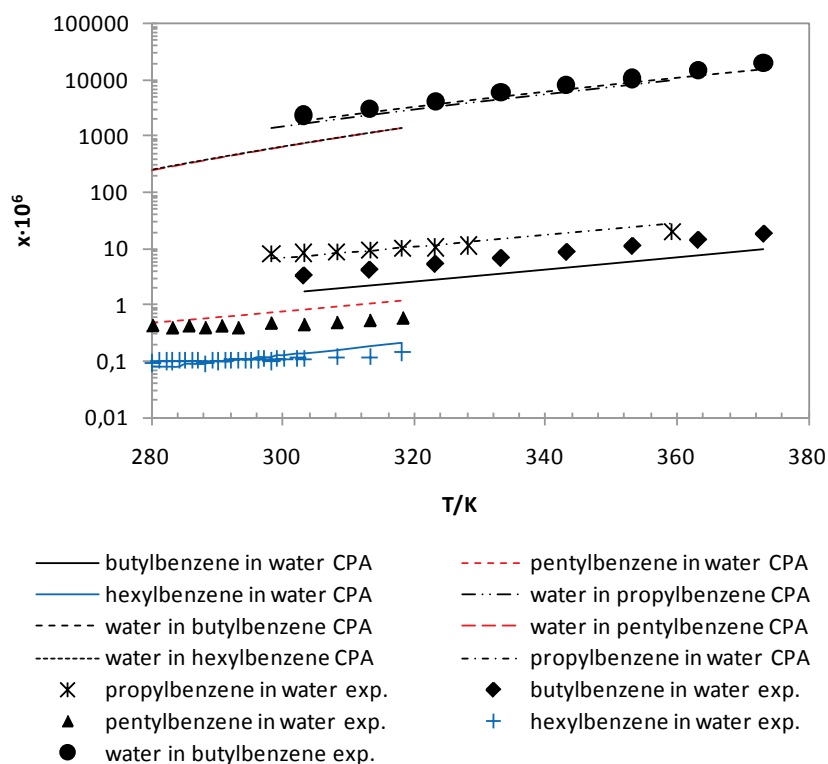 100000
10000
1000
100
10
1
0,1
0,01
x·10⁶
280 300 320 340 360 380
T/K
butylbenzene in water CPA
pentylbenzene in water CPA
hexylbenzene in water CPA
water in propylbenzene CPA
water in butylbenzene CPA
water in pentylbenzene CPA
water in hexylbenzene CPA
propylbenzene in water CPA
propylbenzene in water exp.
butylbenzene in water exp.
pentylbenzene in water exp.
hexylbenzene in water exp.
water in butylbenzene exp.